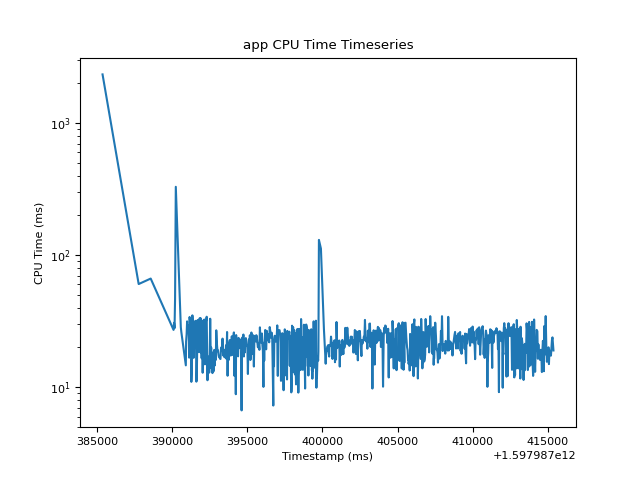 app CPU Time Timeseries
CPU Time (ms)
10³
10²
10¹
385000 390000 395000 400000 405000 410000 415000
Timestamp (ms) +1.597987e12